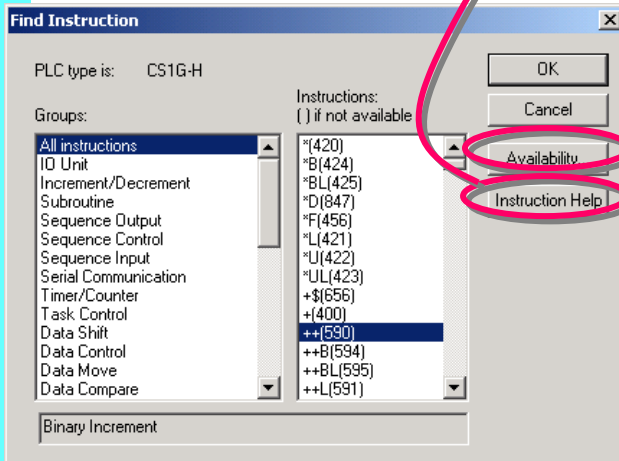 Find Instruction
PLC type is: CS1G-H
OK
Instructions:
Groups:
( ) if not available
Cancel
All instructions
IO Unit
Increment/Decrement
Subroutine
Sequence Output
Sequence Control
Sequence Input
Serial Communication
Timer/Counter
Task Control
Data Shift
Data Control
Data Move
Data Compare
*(420)
*B(424)
*BL(425)
*D(847)
*F(456)
*L(421)
*U(422)
*UL(423)
+$(656)
+(400)
++(590)
++B(594)
++BL(595)
++L(591)
Availability
Instruction Help
Binary Increment